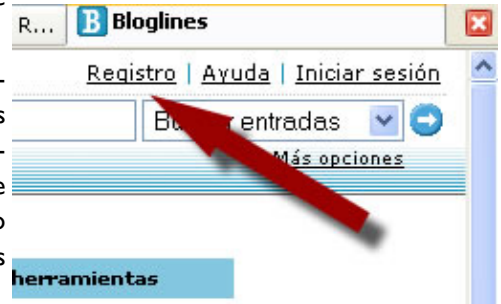 R... Bloglines
Registro | Ayuda | Iniciar sesión
entradas
Más opciones
herramientas